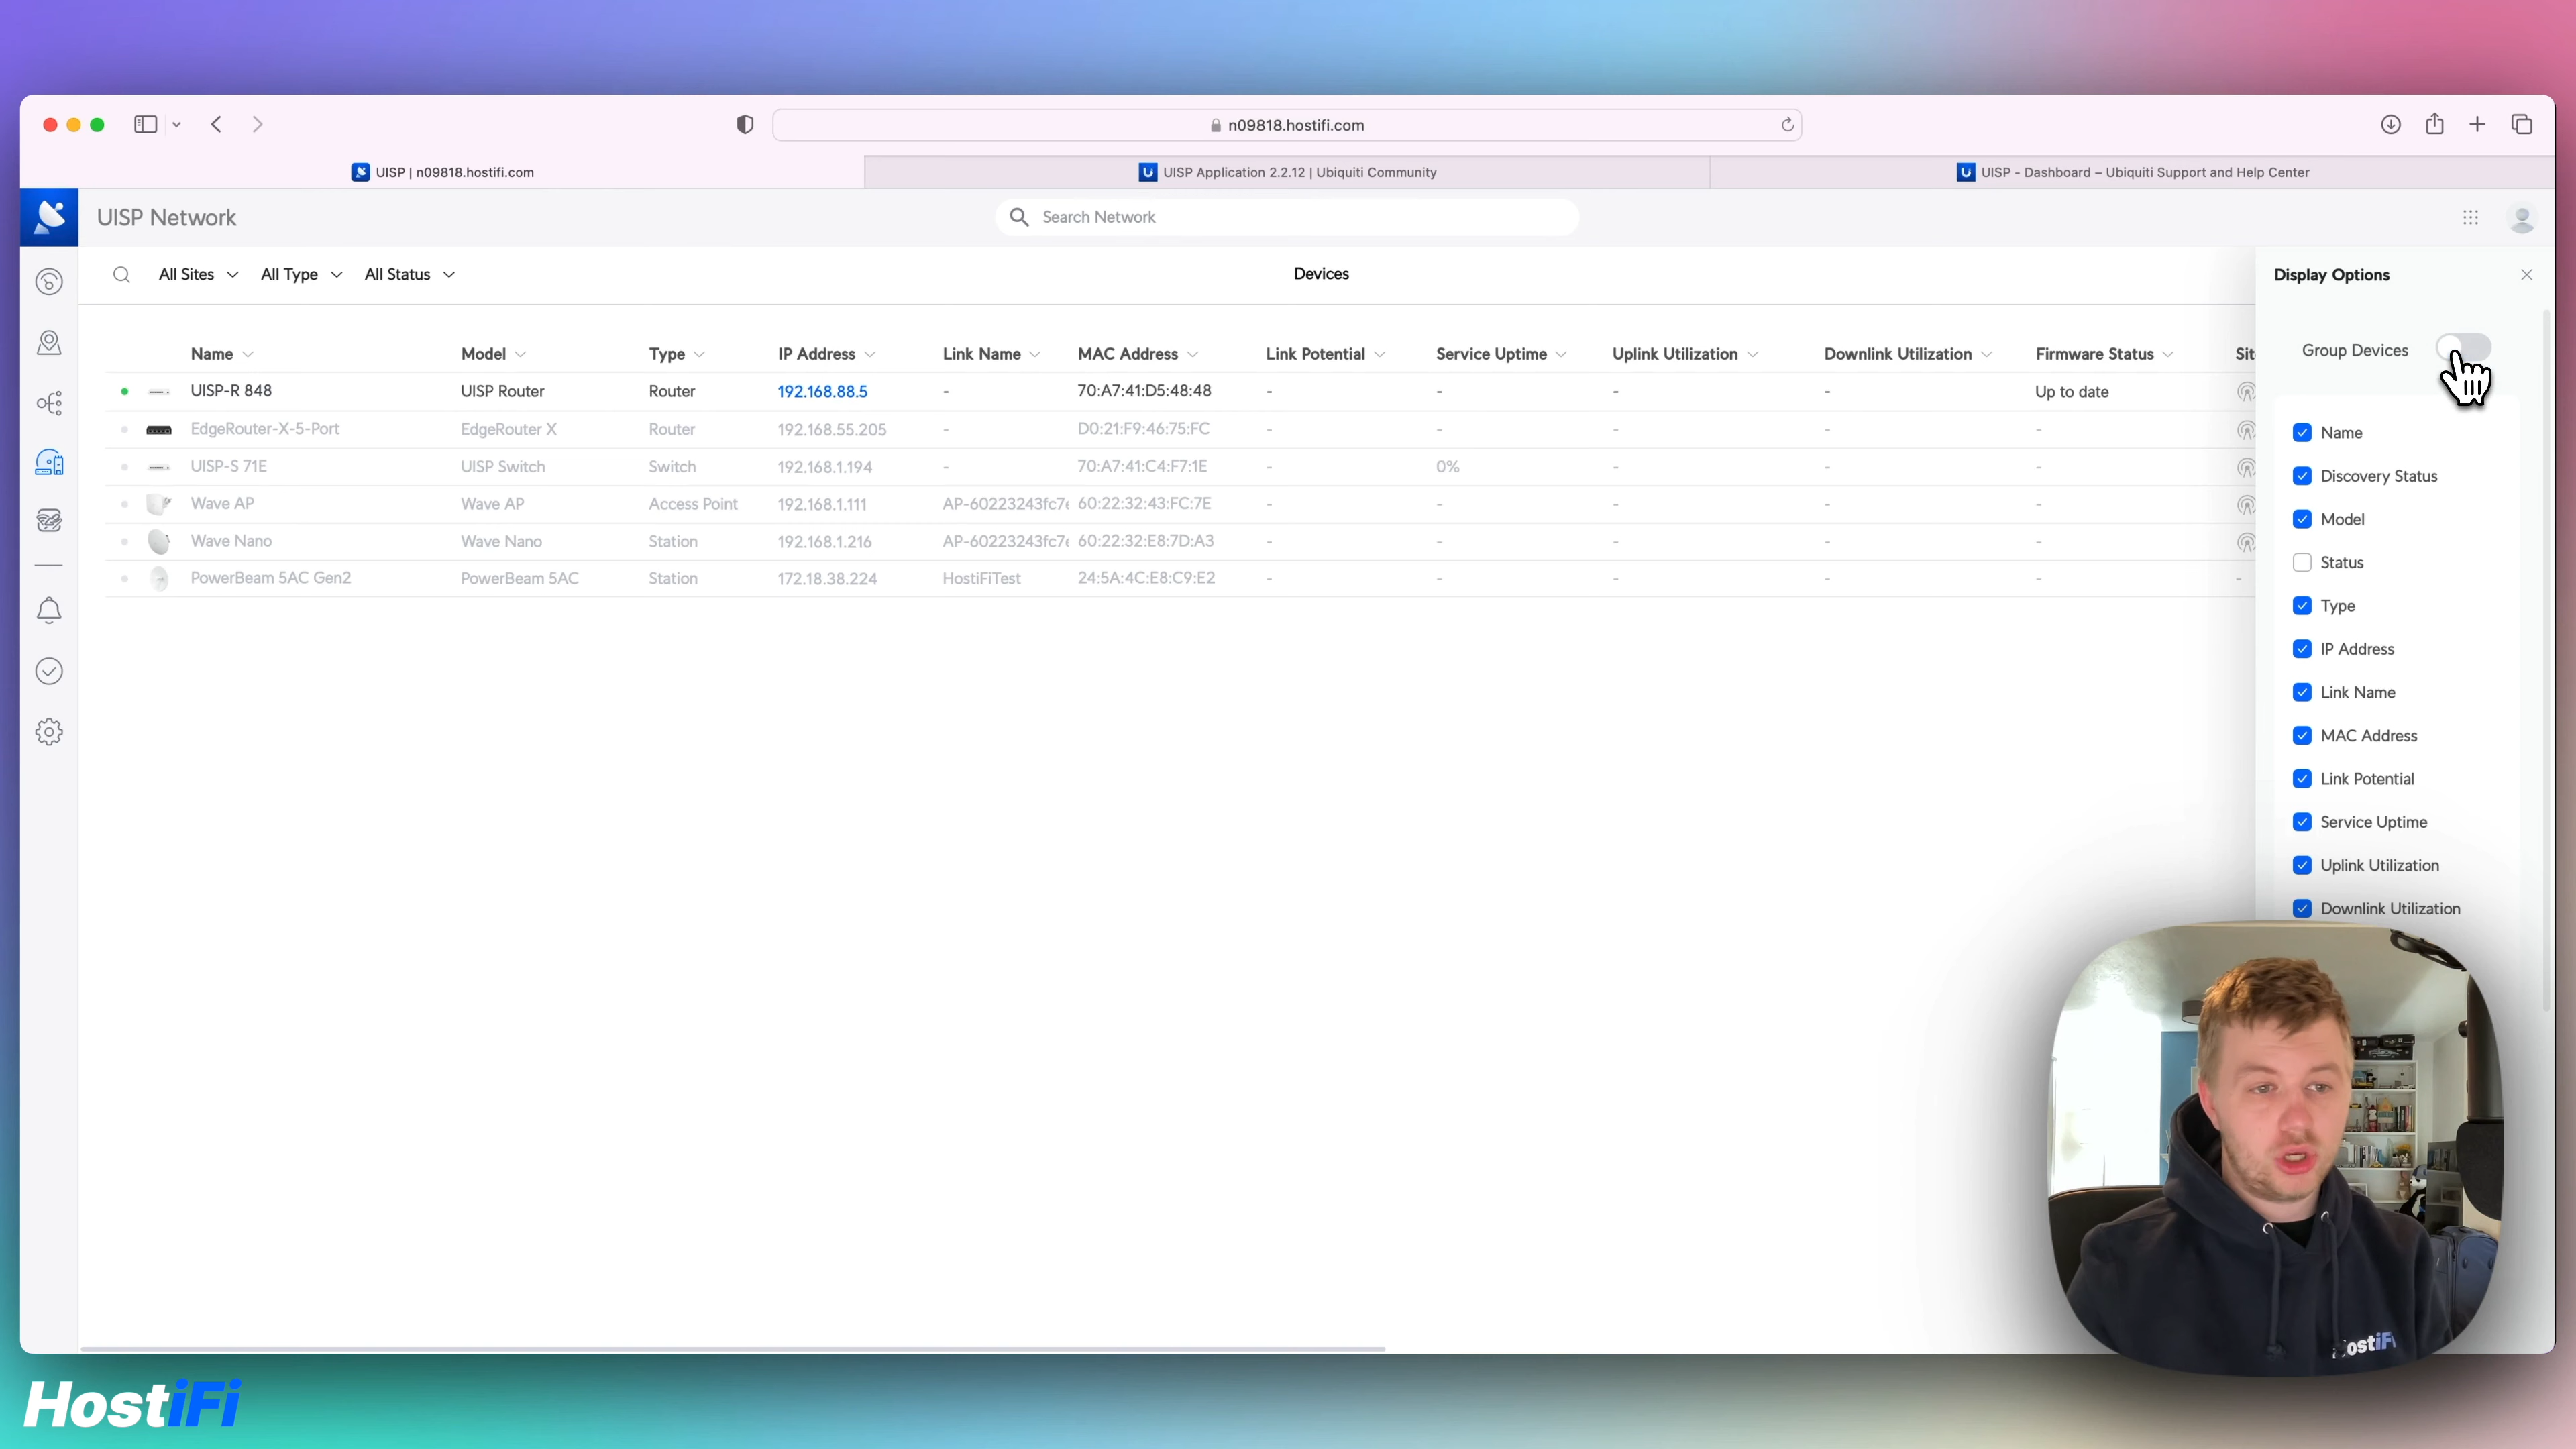 n09818.hostifi.com
UISP | n09818.hostifi.com
UISP Application 2.2.12 | Ubiquiti Community
UISP - Dashboard – Ubiquiti Support and Help Center
UISP Network
Search Network
All Sites All Type All Status
Devices
Display Options
Group Devices
Name Model Type IP Address Link Name MAC Address Link Potential Service Uptime Uplink Utilization Downlink Utilization Firmware Status Sit
UISP-R 848 UISP Router Router 192.168.88.5 - 70:A7:41:D5:48:48 - - - - Up to date
EdgeRouter-X-5-Port EdgeRouter X Router 192.168.55.205 - D0:21:F9:46:75:FC - - - - -
UISP-S 71E UISP Switch Switch 192.168.1.194 - 70:A7:41:C4:F7:1E - 0% - - -
Wave AP Wave AP Access Point 192.168.1.111 AP-60223243fc7e 60:22:32:43:FC:7E - - - - -
Wave Nano Wave Nano Station 192.168.1.216 AP-60223243fc7e 60:22:32:E8:7D:A3 - - - - -
PowerBeam 5AC Gen2 PowerBeam 5AC Station 172.18.38.224 HostiFiTest 24:5A:4C:E8:C9:E2 - - - - - -
Name
Discovery Status
Model
Status
Type
IP Address
Link Name
MAC Address
Link Potential
Service Uptime
Uplink Utilization
Downlink Utilization
HostiFi